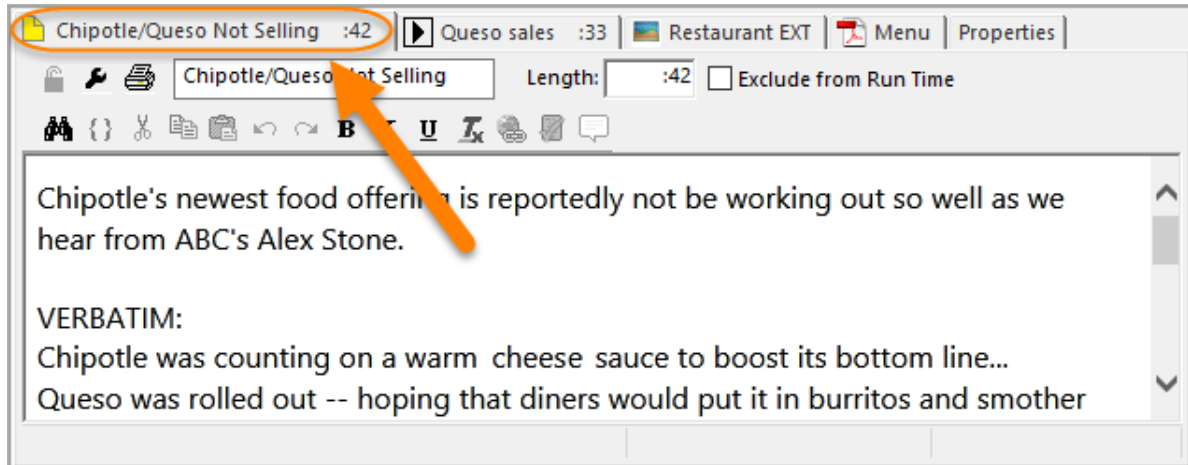 Chipotle/Queso Not Selling :42 Queso sales :33 Restaurant EXT Menu Properties
Chipotle/Queso Not Selling Length: :42 Exclude from Run Time
{} B U Tx
Chipotle's newest food offering is reportedly not be working out so well as we
hear from ABC's Alex Stone.
VERBATIM:
Chipotle was counting on a warm cheese sauce to boost its bottom line...
Queso was rolled out -- hoping that diners would put it in burritos and smother